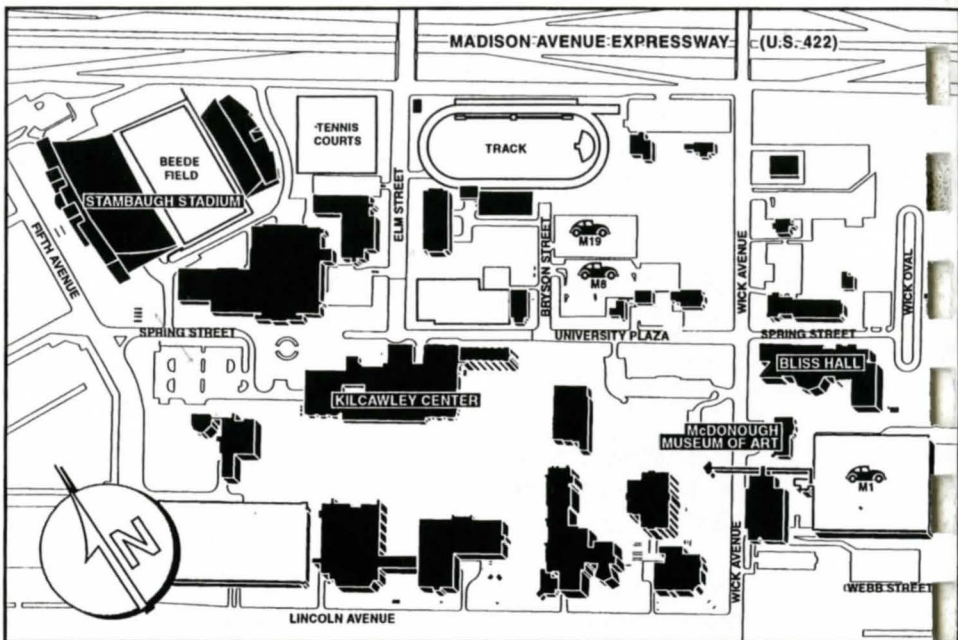 MADISON AVENUE EXPRESSWAY (U.S. 422)
TENNIS
COURTS
TRACK
BEEDE
FIELD
STAMBAUGH STADIUM
ELM STREET
FIFTH AVENUE
BRYSON STREET
M19
M8
WICK AVENUE
WICK OVAL
SPRING STREET
UNIVERSITY PLAZA
SPRING STREET
BLISS HALL
KILCAWLEY CENTER
McDONOUGH
MUSEUM OF ART
M1
N
WICK AVENUE
WEBB STREET
LINCOLN AVENUE